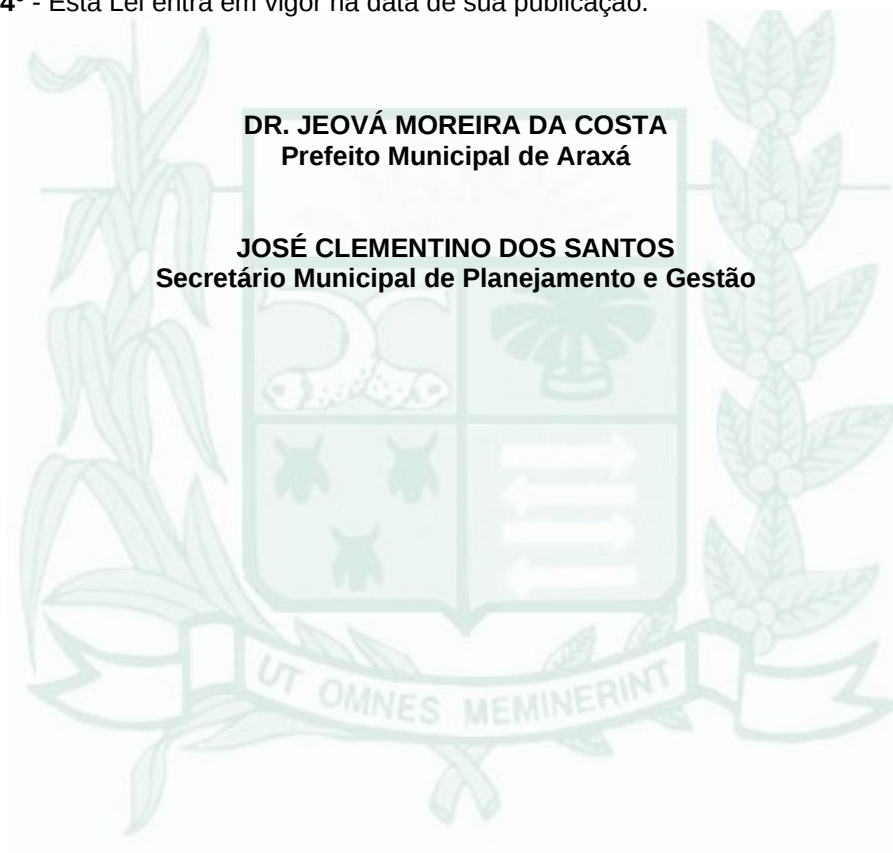 4º - Esta Lei entra em vigor na data de sua publicação.
DR. JEOVÁ MOREIRA DA COSTA
Prefeito Municipal de Araxá
JOSÉ CLEMENTINO DOS SANTOS
Secretário Municipal de Planejamento e Gestão
UT OMNES MEMINERINT